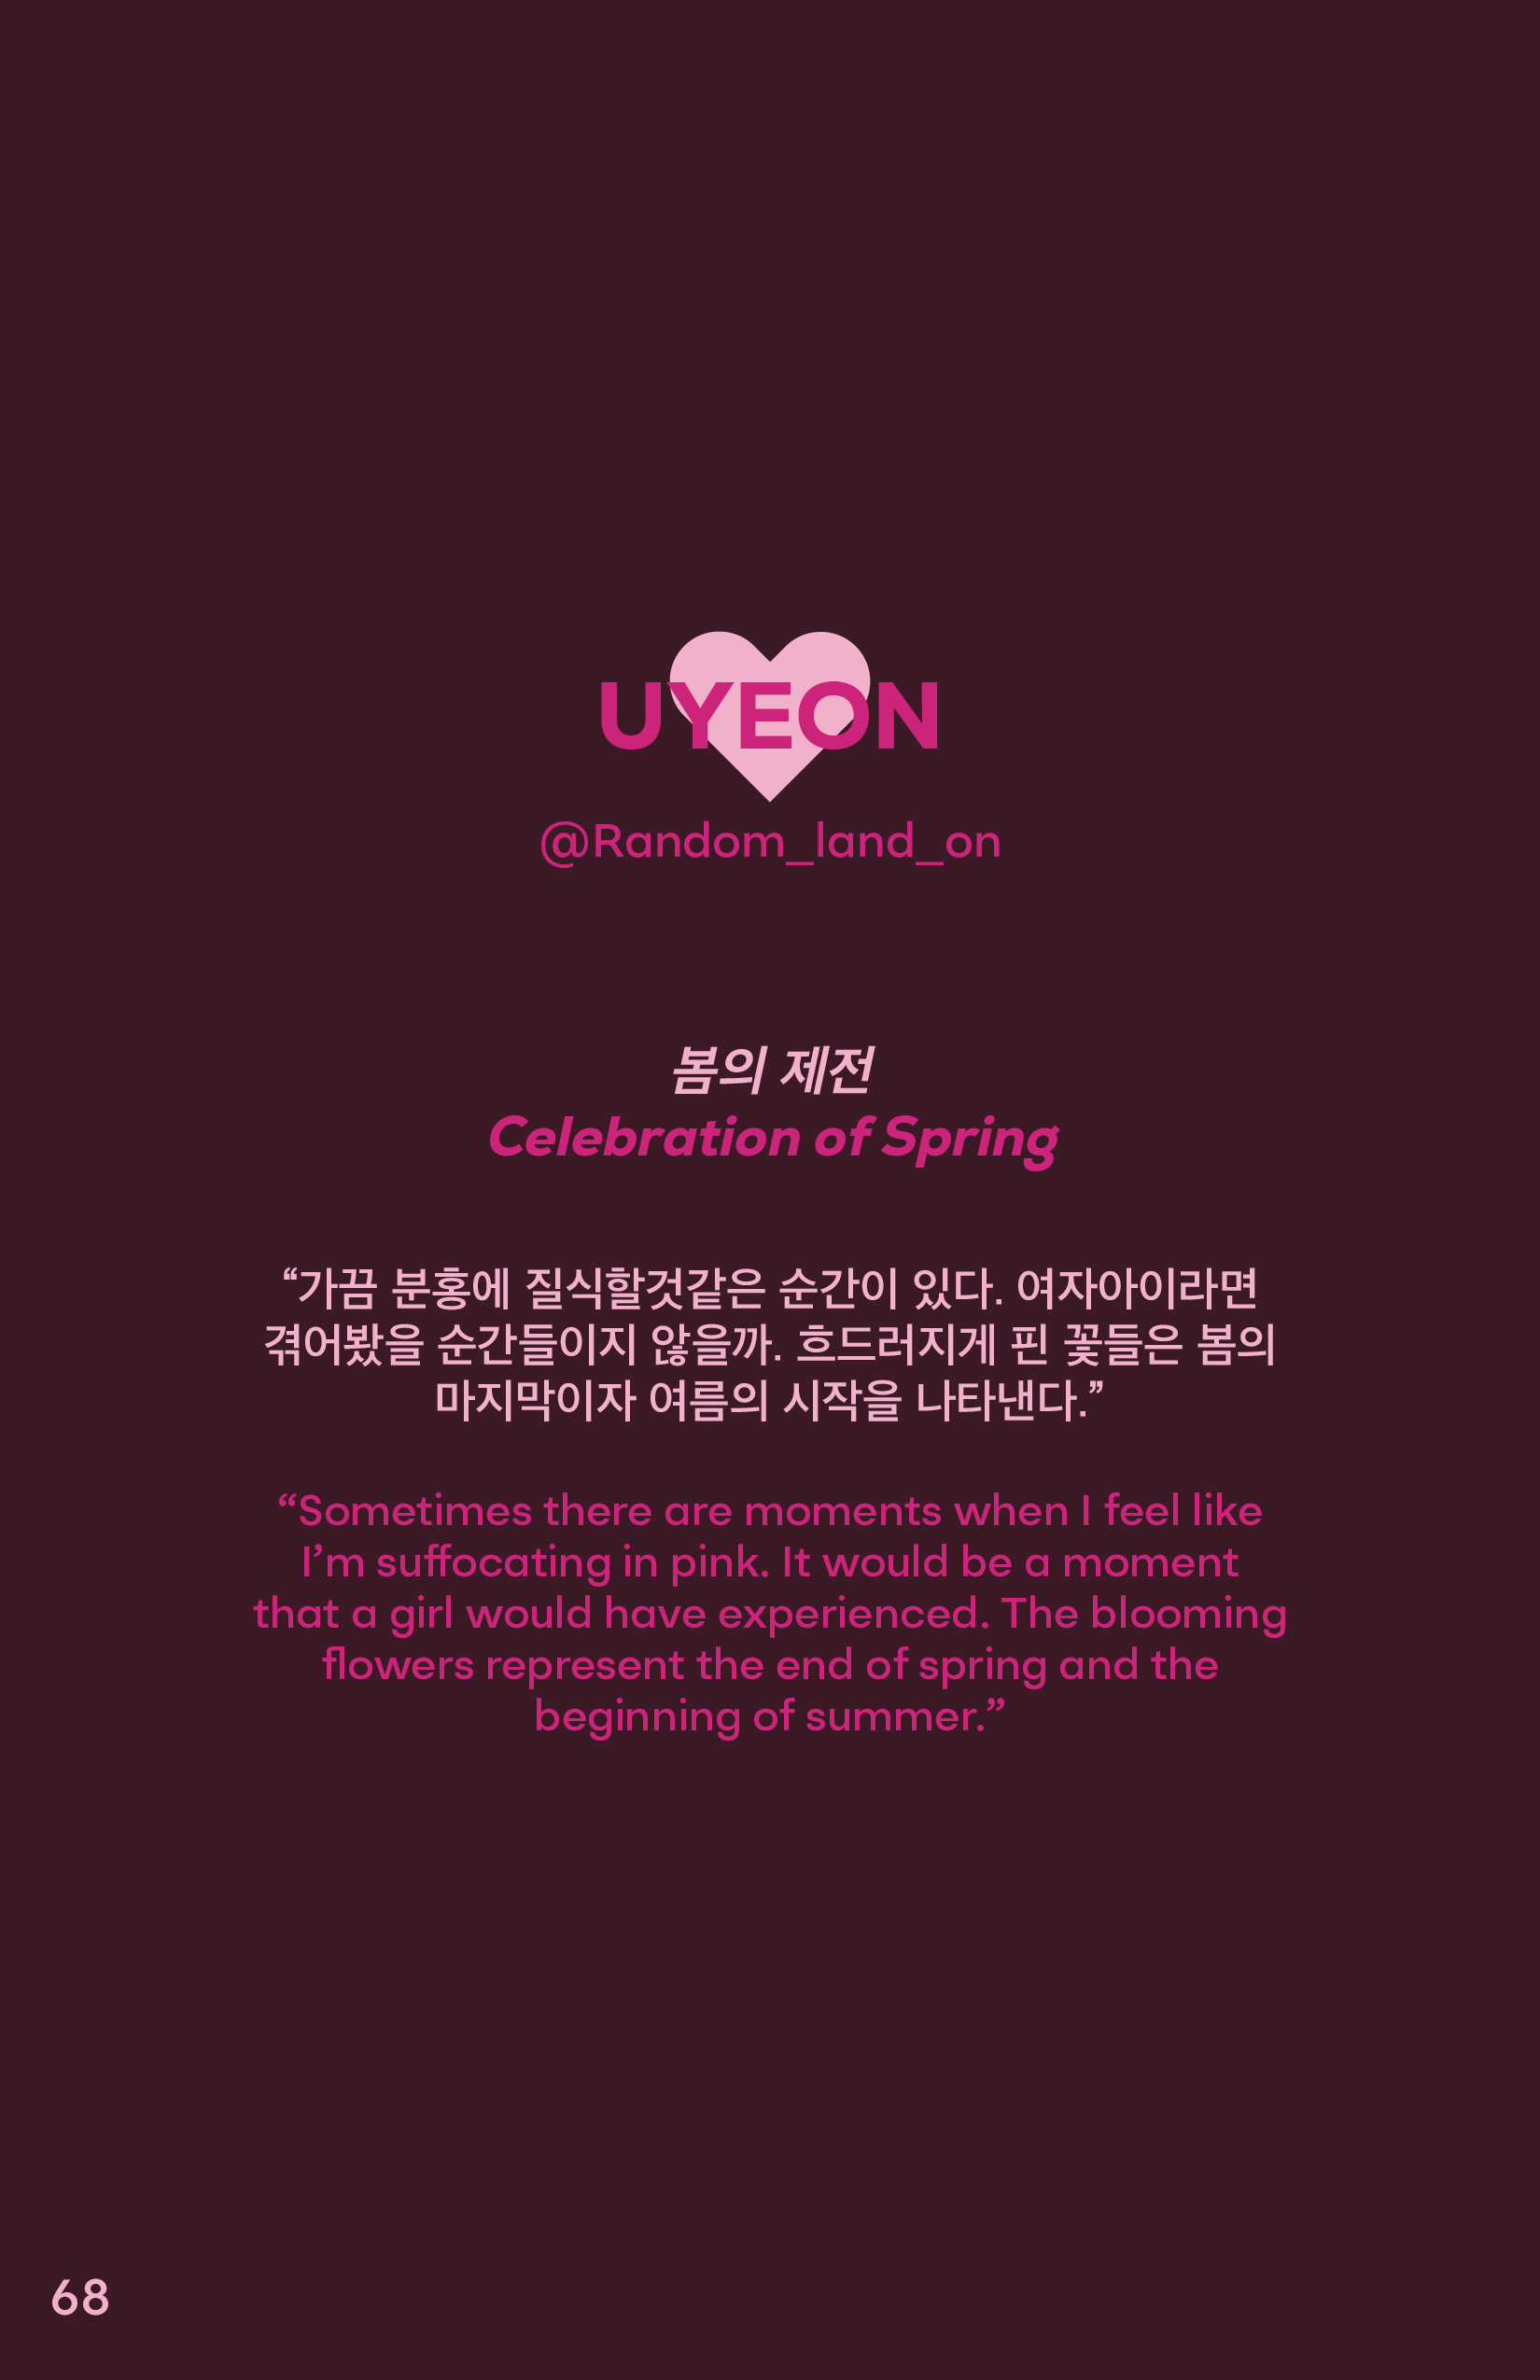 UYEON
@Random_land_on
봄의 제전
Celebration of Spring
“가끔 분홍에 질식할것같은 순간이 있다. 여자아이라면
겪어봤을 순간들이지 않을까. 흐드러지게 핀 꽃들은 봄의
마지막이자 여름의 시작을 나타낸다.”
“Sometimes there are moments when I feel like
I’m suffocating in pink. It would be a moment
that a girl would have experienced. The blooming
flowers represent the end of spring and the
beginning of summer.”
68